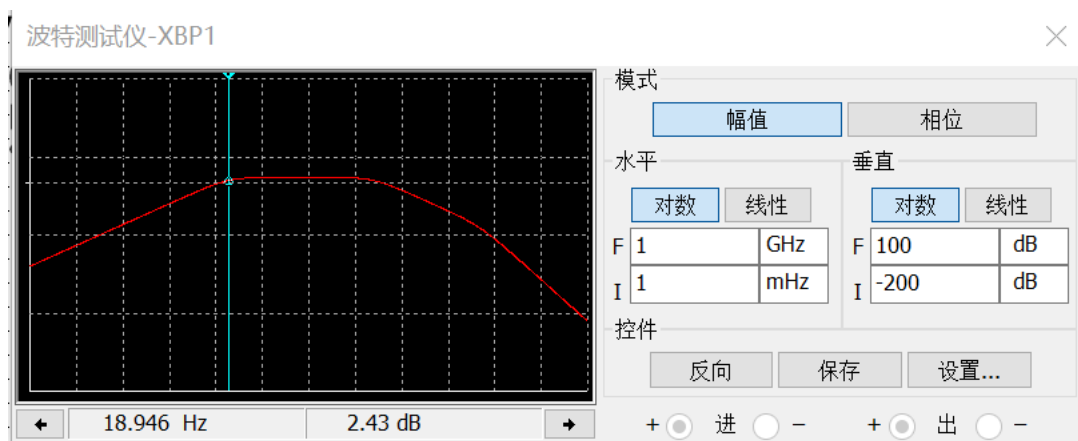 波特测试仪-XBP1
模式
幅值 相位
水平 垂直
对数 线性 对数 线性
F 1 GHz F 100 dB
I 1 mHz I -200 dB
控件
反向 保存 设置...
18.946 Hz 2.43 dB + 进 - + 出 -